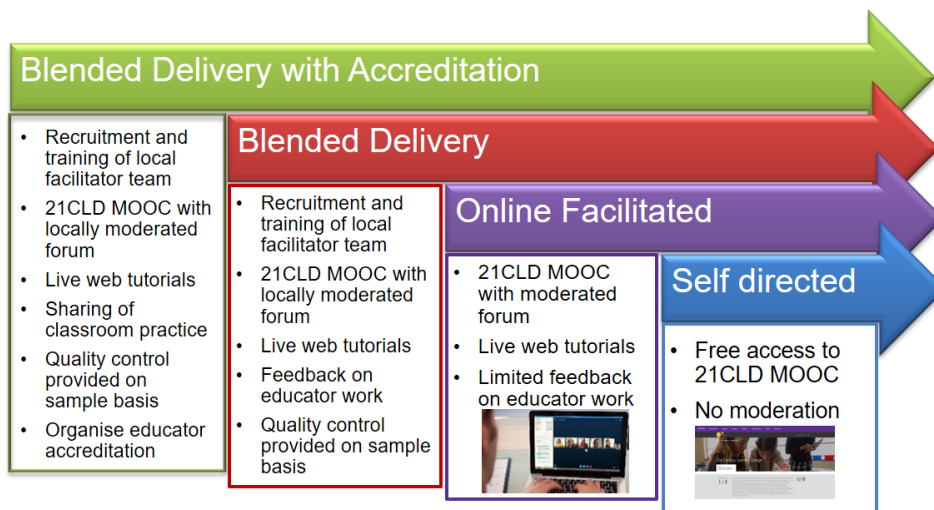 Blended Delivery with Accreditation
• Recruitment and
training of local
facilitator team
• 21CLD MOOC with
locally moderated
forum
• Live web tutorials
• Sharing of
classroom practice
• Quality control
provided on
sample basis
• Organise educator
accreditation
Blended Delivery
• Recruitment and
training of local
facilitator team
• 21CLD MOOC with
locally moderated
forum
• Live web tutorials
• Feedback on
educator work
• Quality control
provided on sample
basis
Online Facilitated
• 21CLD MOOC
with moderated
forum
• Live web tutorials
• Limited feedback
on educator work
Self directed
• Free access to
21CLD MOOC
• No moderation